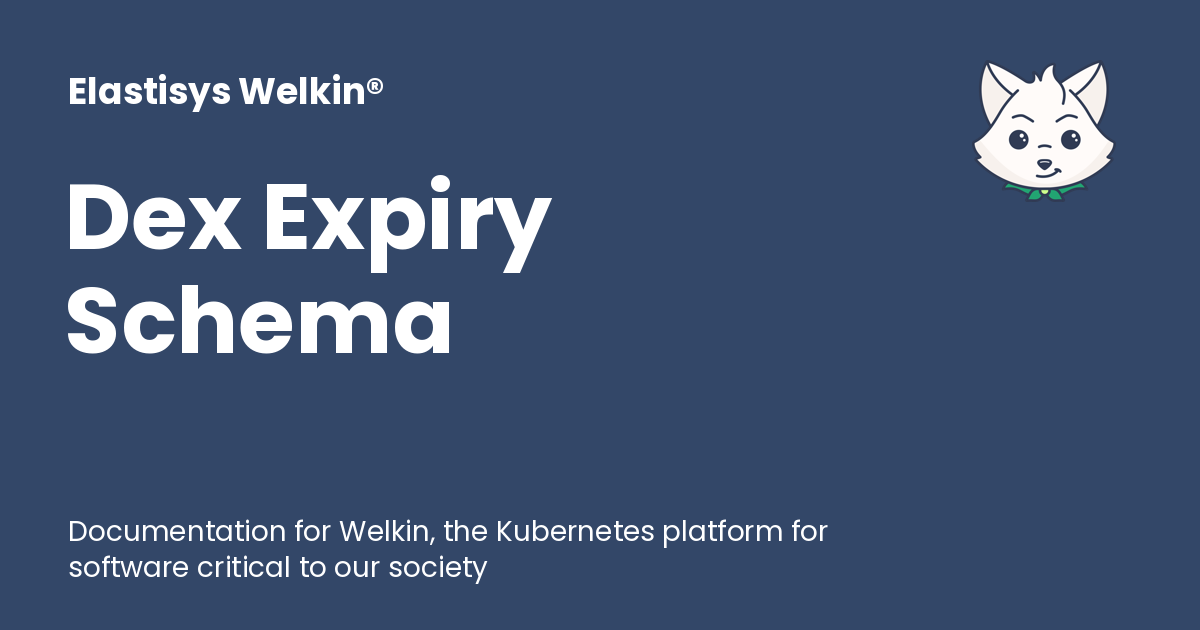 Elastisys Welkin®
Dex Expiry
Schema
Documentation for Welkin, the Kubernetes platform for
software critical to our society